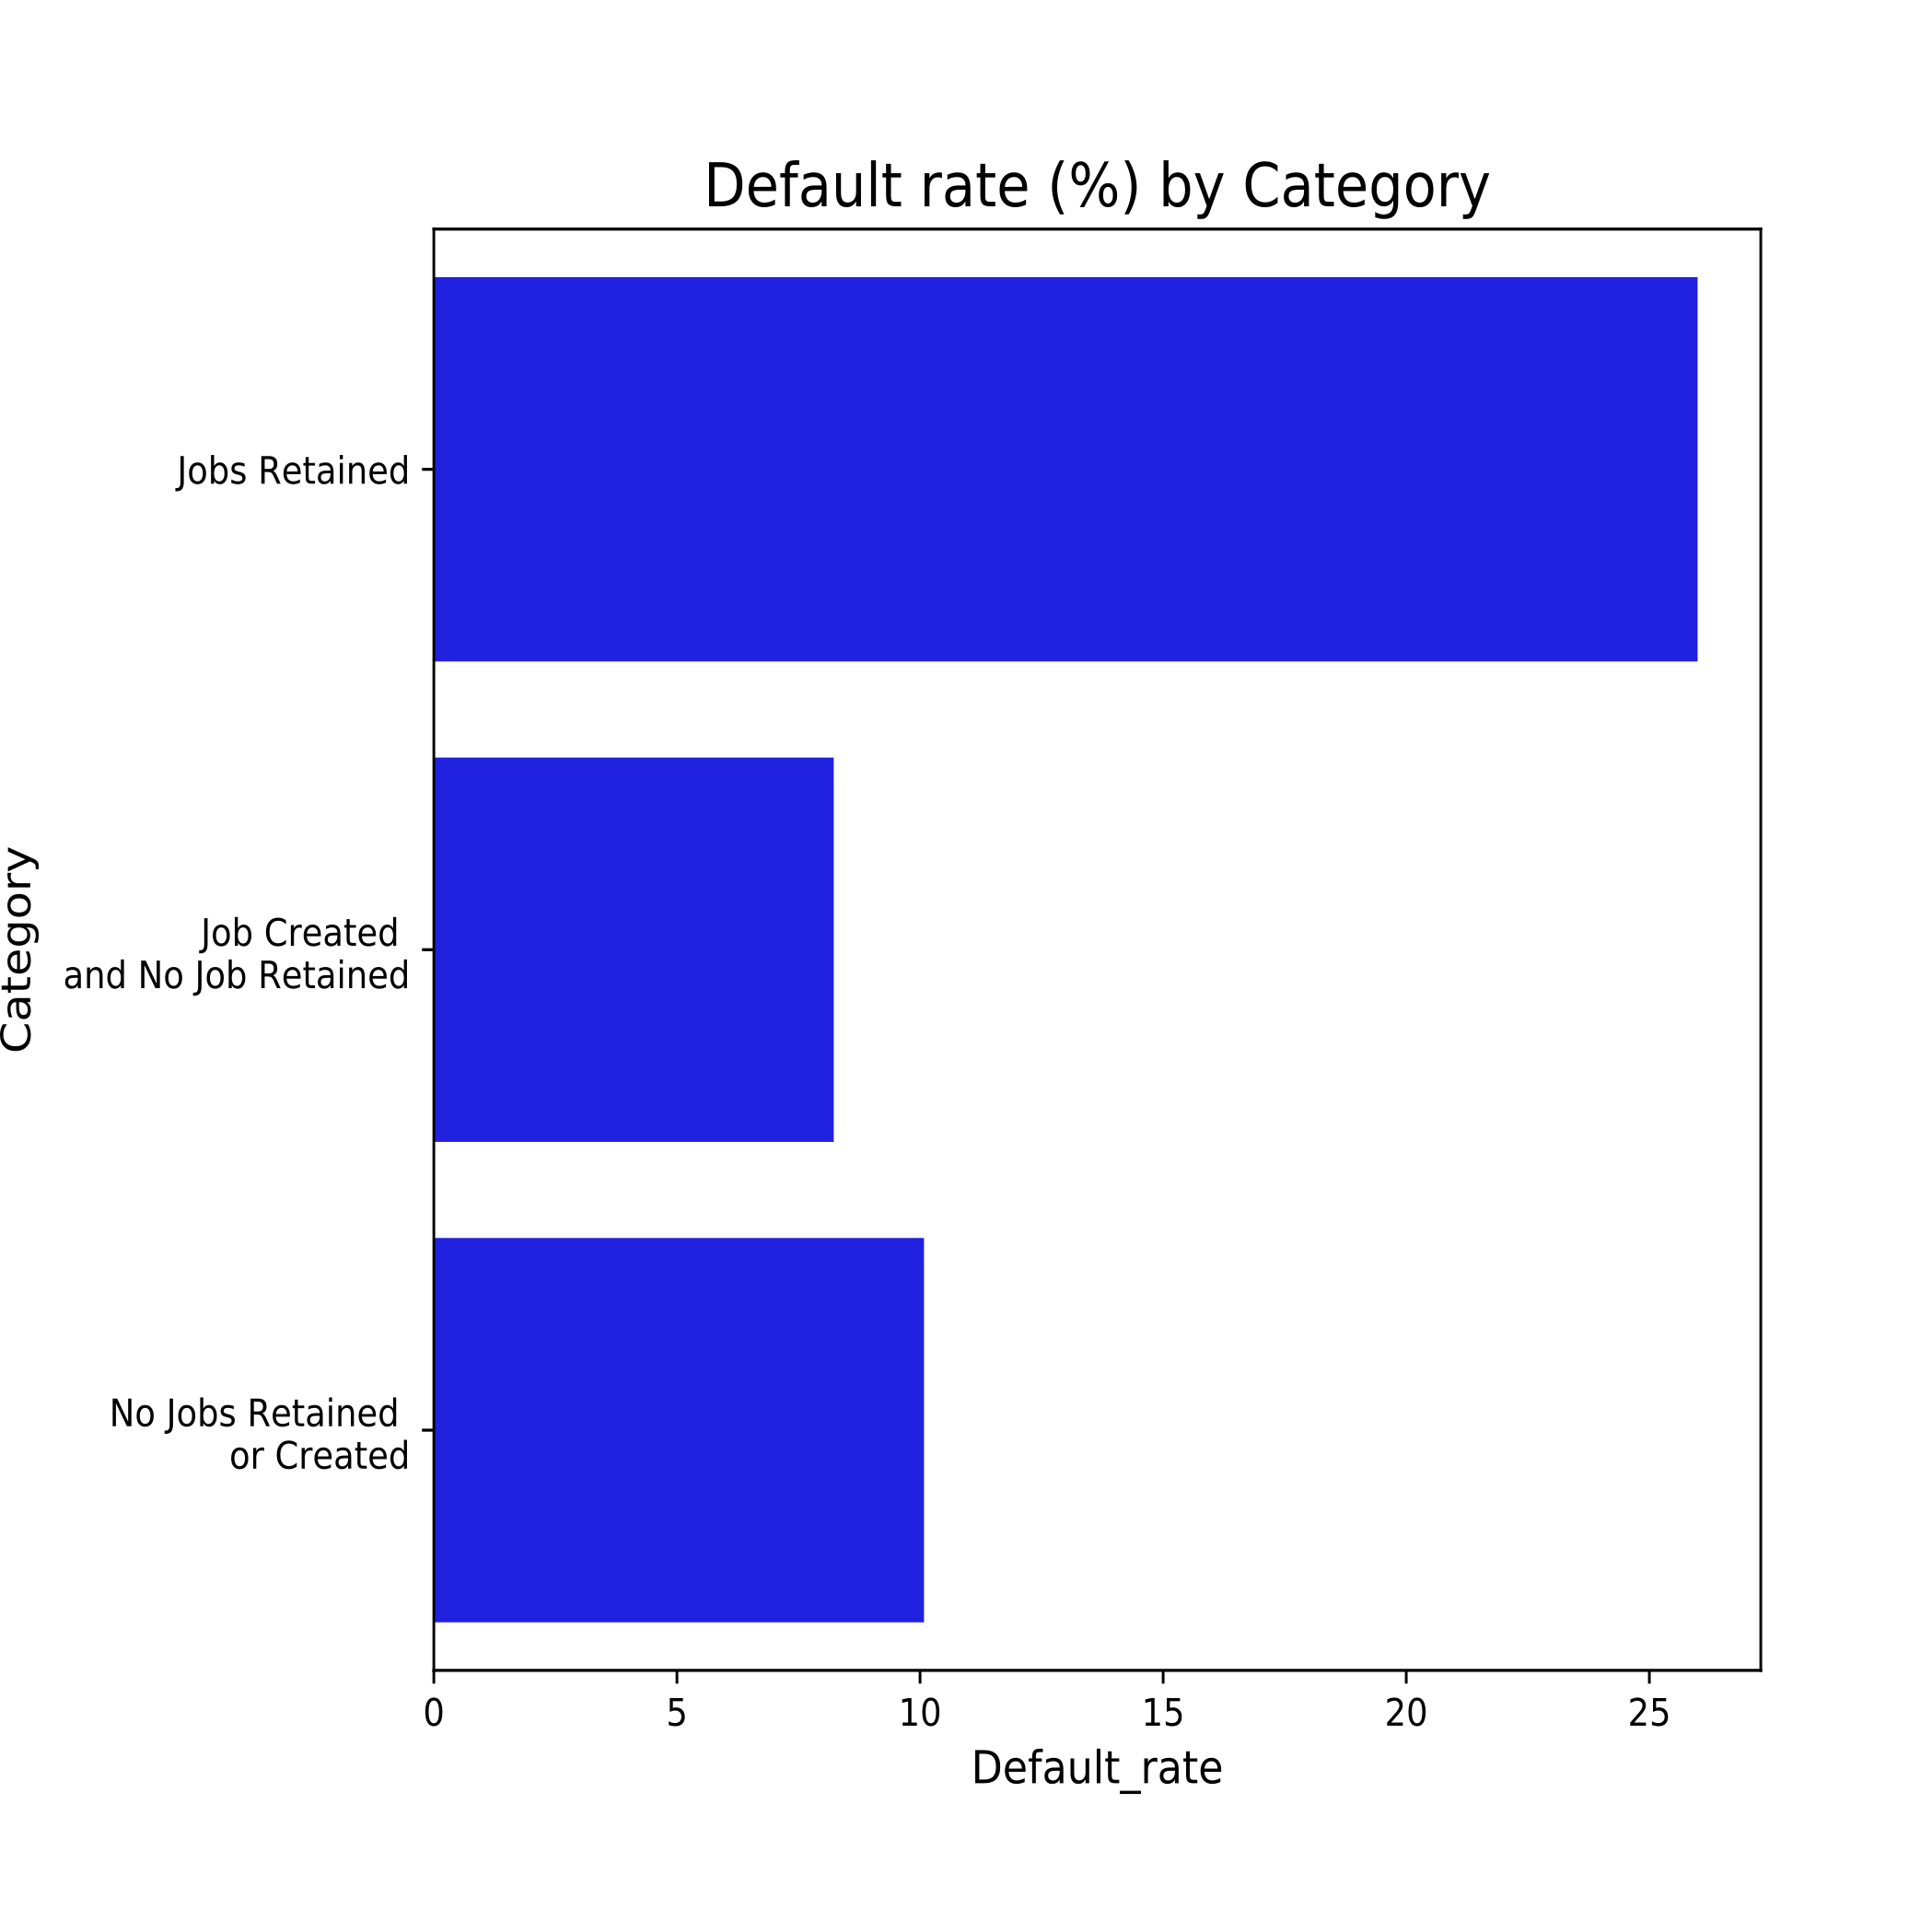 Default rate (%) by Category
Category
Jobs Retained
Job Created
and No Job Retained
No Jobs Retained
or Created
0 5 10 15 20 25
Default_rate